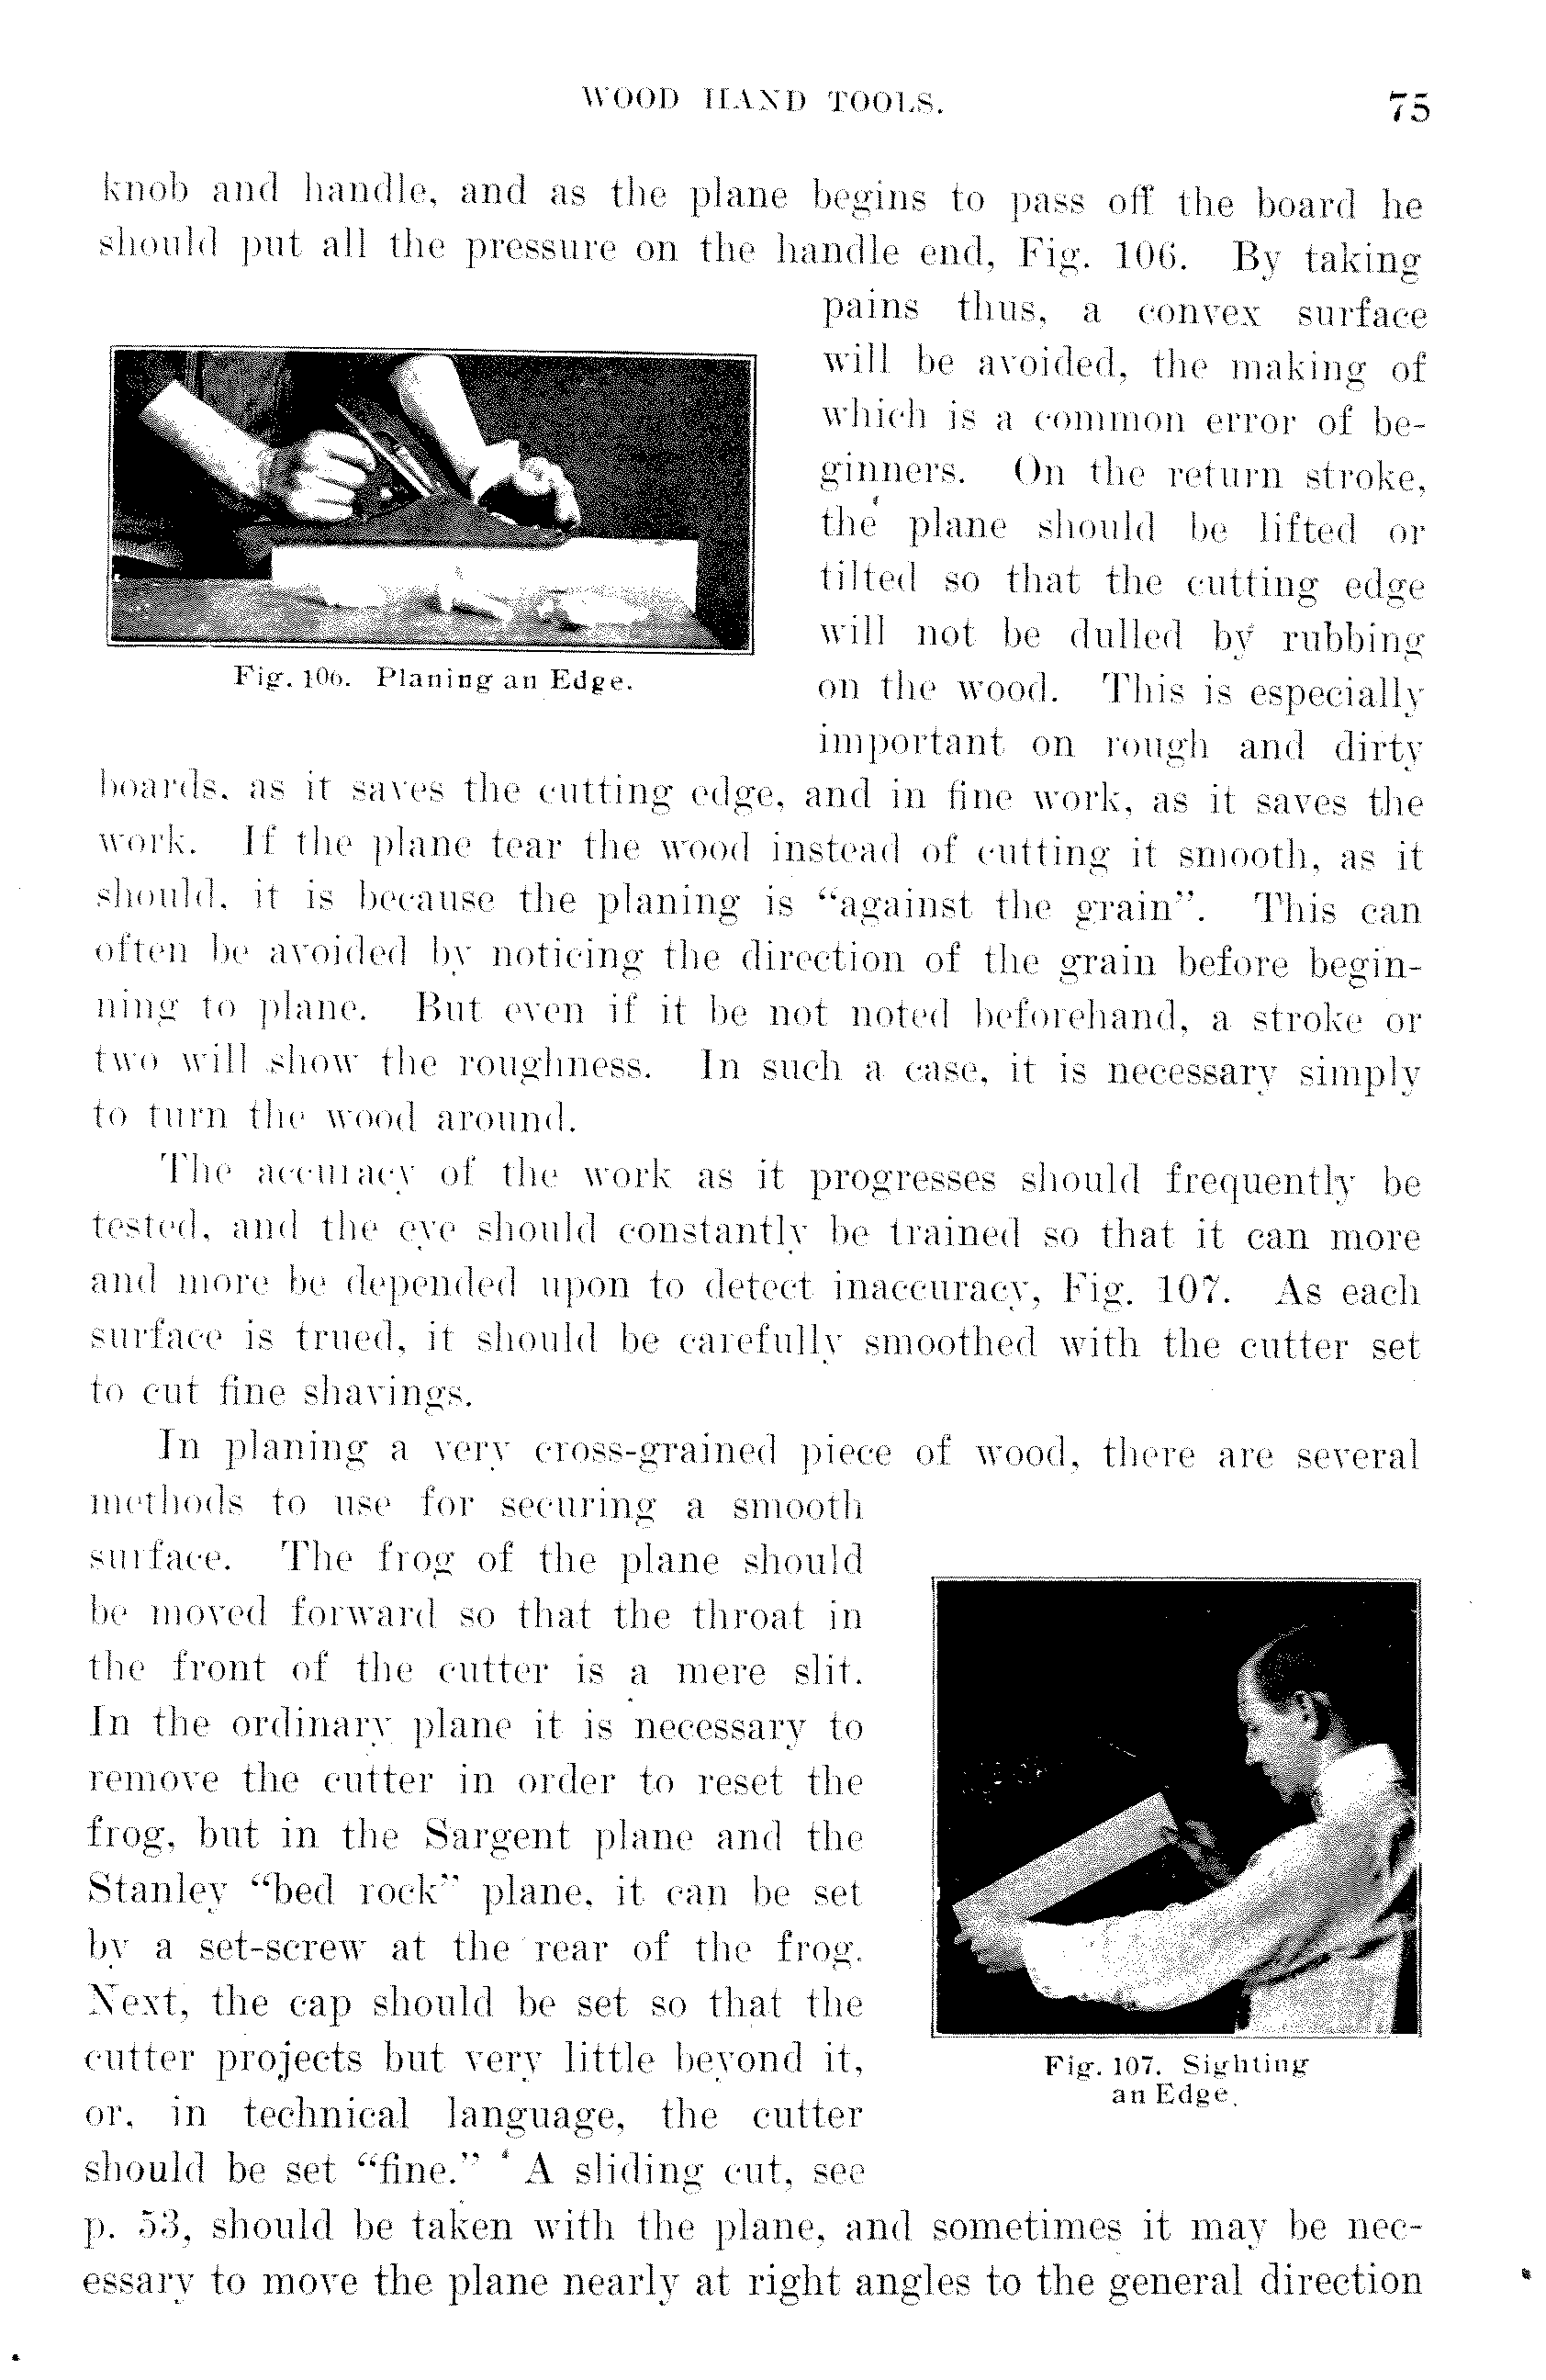 WOOD HAND TOOLS. 75
knob and handle, and as the plane begins to pass off the board he
should put all the pressure on the handle end, Fig. 106. By taking
pains thus, a convex surface
will be avoided, the making of
which is a common error of be-
ginners. On the return stroke,
the plane should be lifted or
tilted so that the cutting edge
will not be dulled by rubbing
on the wood. This is especially
important on rough and dirty
Fig. 106. Planing an Edge.
boards, as it saves the cutting edge, and in fine work, as it saves the
work. If the plane tear the wood instead of cutting it smooth, as it
should, it is because the planing is “against the grain”. This can
often be avoided by noticing the direction of the grain before begin-
ning to plane. But even if it be not noted beforehand, a stroke or
two will show the roughness. In such a case, it is necessary simply
to turn the wood around.
The accuracy of the work as it progresses should frequently be
tested, and the eye should constantly be trained so that it can more
and more be depended upon to detect inaccuracy, Fig. 107. As each
surface is trued, it should be carefully smoothed with the cutter set
to cut fine shavings.
In planing a very cross-grained piece of wood, there are several
methods to use for securing a smooth
surface. The frog of the plane should
be moved forward so that the throat in
the front of the cutter is a mere slit.
In the ordinary plane it is necessary to
remove the cutter in order to reset the
frog, but in the Sargent plane and the
Stanley “bed rock” plane, it can be set
by a set-screw at the rear of the frog.
Next, the cap should be set so that the
cutter projects but very little beyond it,
or, in technical language, the cutter
should be set “fine.” A sliding cut, see
Fig. 107. Sighting
an Edge.
p. 53, should be taken with the plane, and sometimes it may be nec-
essary to move the plane nearly at right angles to the general direction